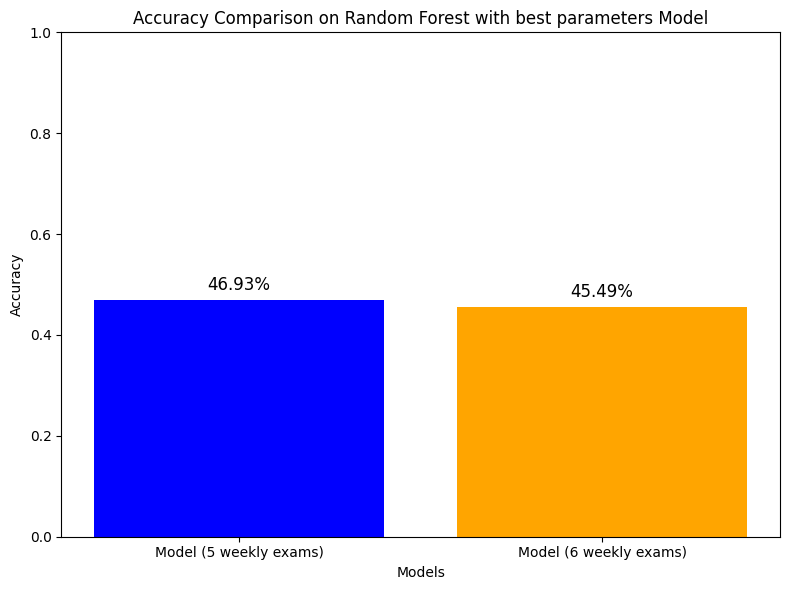 Accuracy Comparison on Random Forest with best parameters Model
1.0
0.8
0.6
0.4
0.2
0.0
Accuracy
46.93%
45.49%
Model (5 weekly exams)
Model (6 weekly exams)
Models